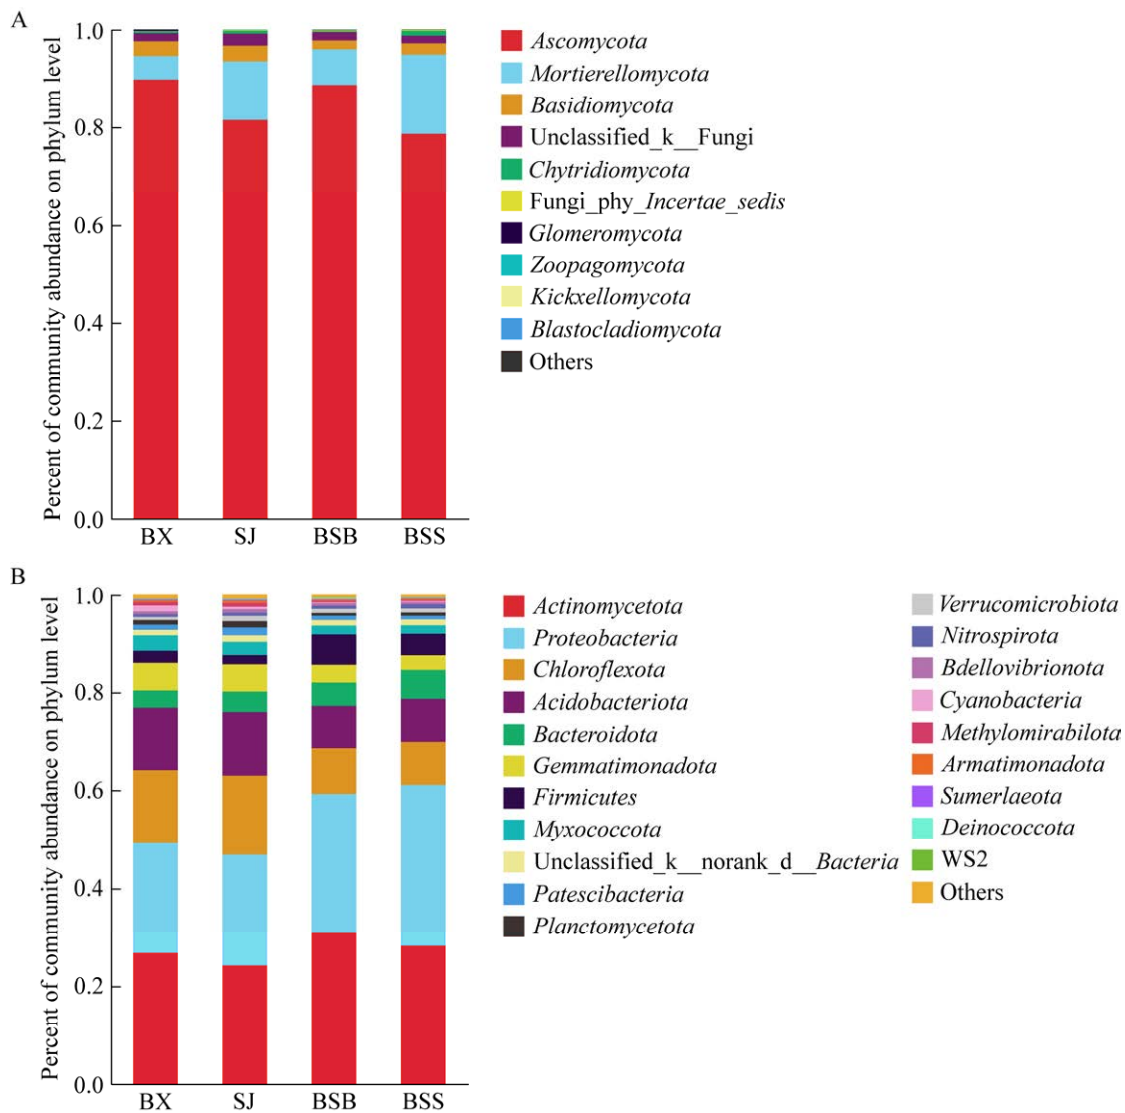 A
Percent of community abundance on phylum level
1.0
0.8
0.6
0.4
0.2
0.0
BX
SJ
BSB
BSS
Ascomycota
Mortierellomycota
Basidiomycota
Unclassified_k__Fungi
Chytridiomycota
Fungi_phy_Incertae_sedis
Glomeromycota
Zoopagomycota
Kickxellomycota
Blastocladiomycota
Others
B
Percent of community abundance on phylum level
1.0
0.8
0.6
0.4
0.2
0.0
BX
SJ
BSB
BSS
Actinomycetota
Proteobacteria
Chloroflexota
Acidobacteriota
Bacteroidota
Gemmatimonadota
Firmicutes
Myxococcota
Unclassified_k__norank_d__Bacteria
Patescibacteria
Planctomycetota
Verrucomicrobiota
Nitrospirota
Bdellovibrionota
Cyanobacteria
Methylomirabilota
Armatimonadota
Sumerlaeota
Deinococcota
WS2
Others